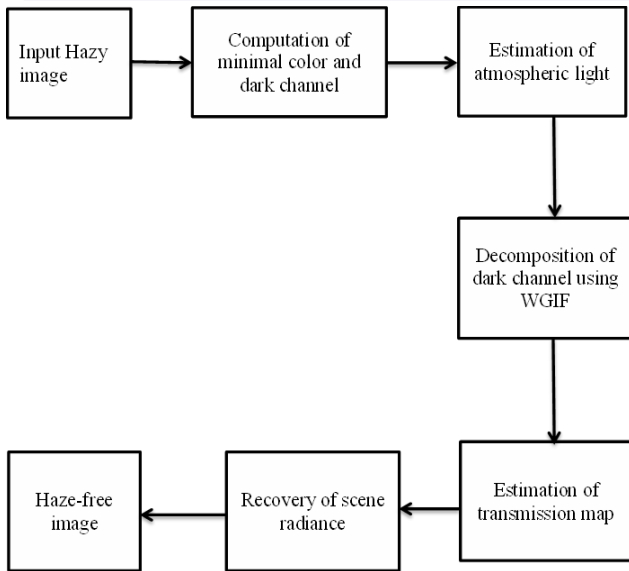 Input Hazy
image
Computation of
minimal color and
dark channel
Estimation of
atmospheric light
Decomposition of
dark channel using
WGIF
Estimation of
transmission map
Recovery of scene
radiance
Haze-free
image